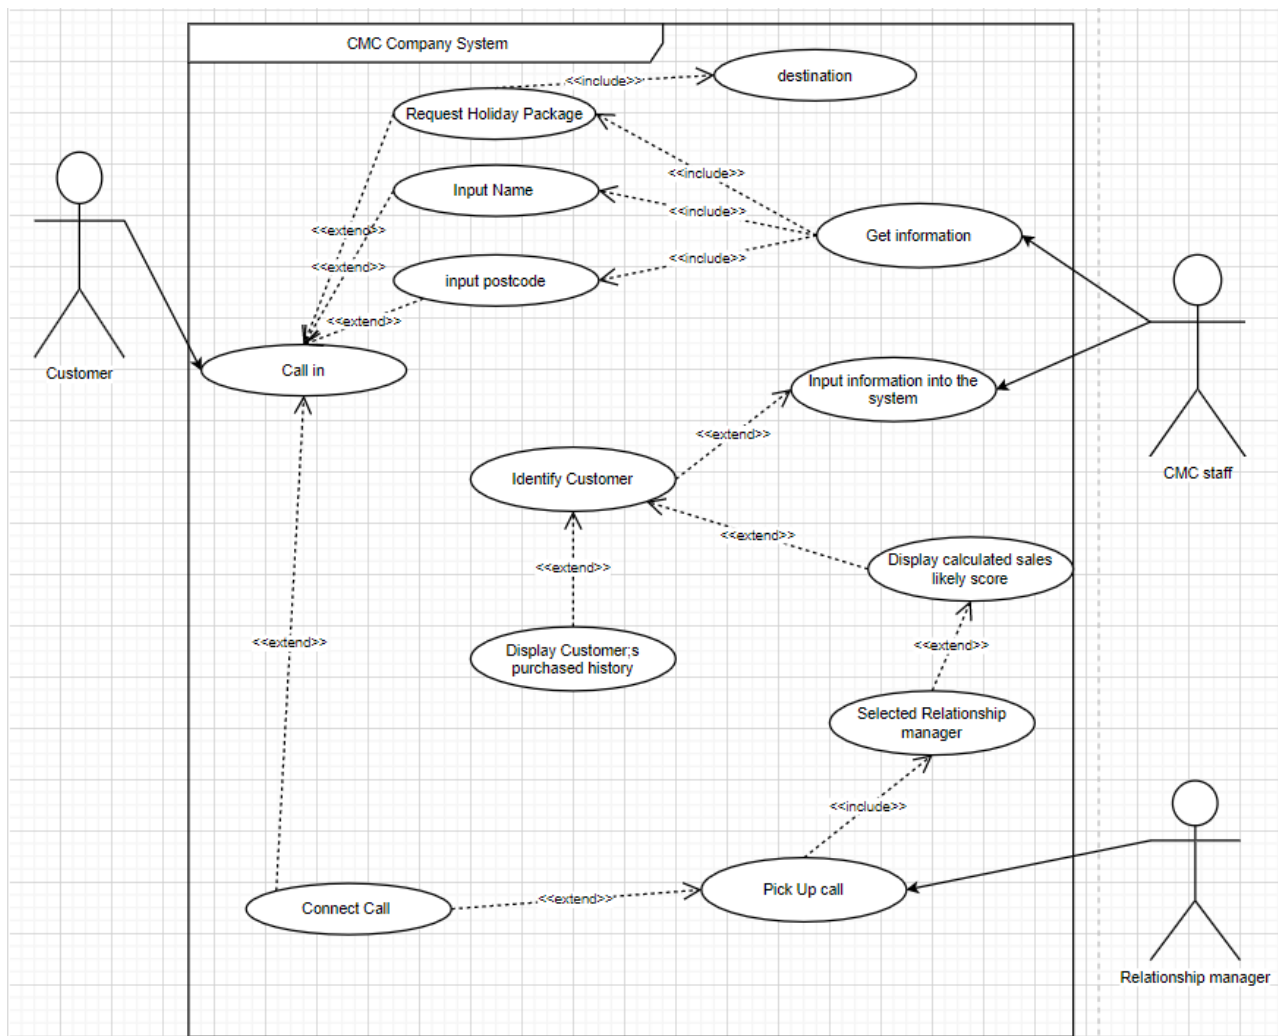 CMC Company System
<<include>>
destination
Request Holiday Package
<<include>>
Input Name
<<include>>
<<extend>>
Get information
<<include>>
<<extend>>
input postcode
<<extend>>
Call in
Customer
Input information into the
system
<<extend>>
Identify Customer
CMC staff
<<extend>>
<<extend>>
Display calculated sales
likely score
<<extend>>
<<extend>>
Display Customer;s
purchased history
Selected Relationship
manager
<<include>>
Pick Up call
<<extend>>
Connect Call
Relationship manager